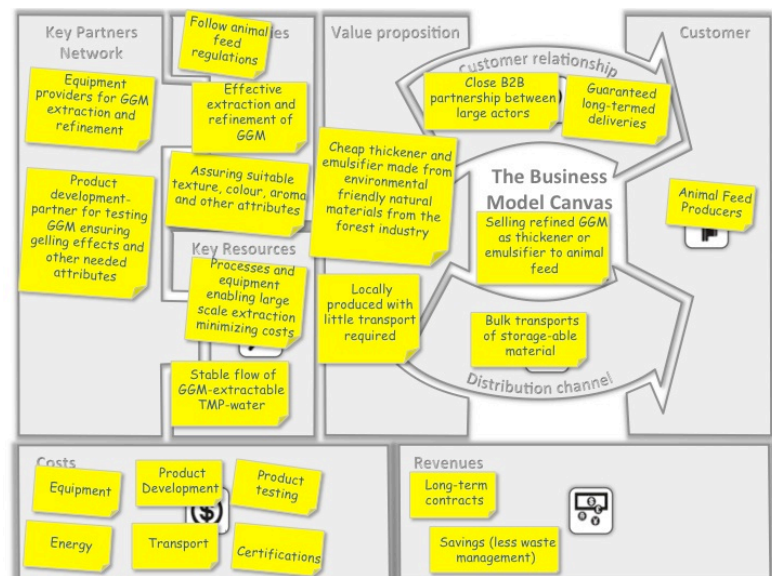 Key Partners
Network
Equipment
providers for GGM
extraction and
refinement
Product
development-
partner for testing
GGM ensuring
gelling effects and
other needed
attributes
Follow animal
feed
regulations
Effective
extraction and
refinement of
GGM
Assuring suitable
texture, colour, aroma
and other attributes
Key Resources
Processes and
equipment
enabling large
scale extraction
minimizing costs
Stable flow of
GGM-extractable
TMP-water
Value proposition
Cheap thickener and
emulsifier made from
environmental
friendly natural
materials from the
forest industry
Locally
produced with
little transport
required
Customer relationship
Close B2B
partnership between
large actors
Guaranteed
long-termed
deliveries
The Business
Model Canvas
Selling refined GGM
as thickener or
emulsifier to animal
feed
Bulk transports
of storage-able
material
Distribution channel
Customer
Animal Feed
Producers
Costs
Equipment
Product
Development
Product
testing
Energy
Transport
Certifications
Revenues
Long-term
contracts
Savings (less waste
management)